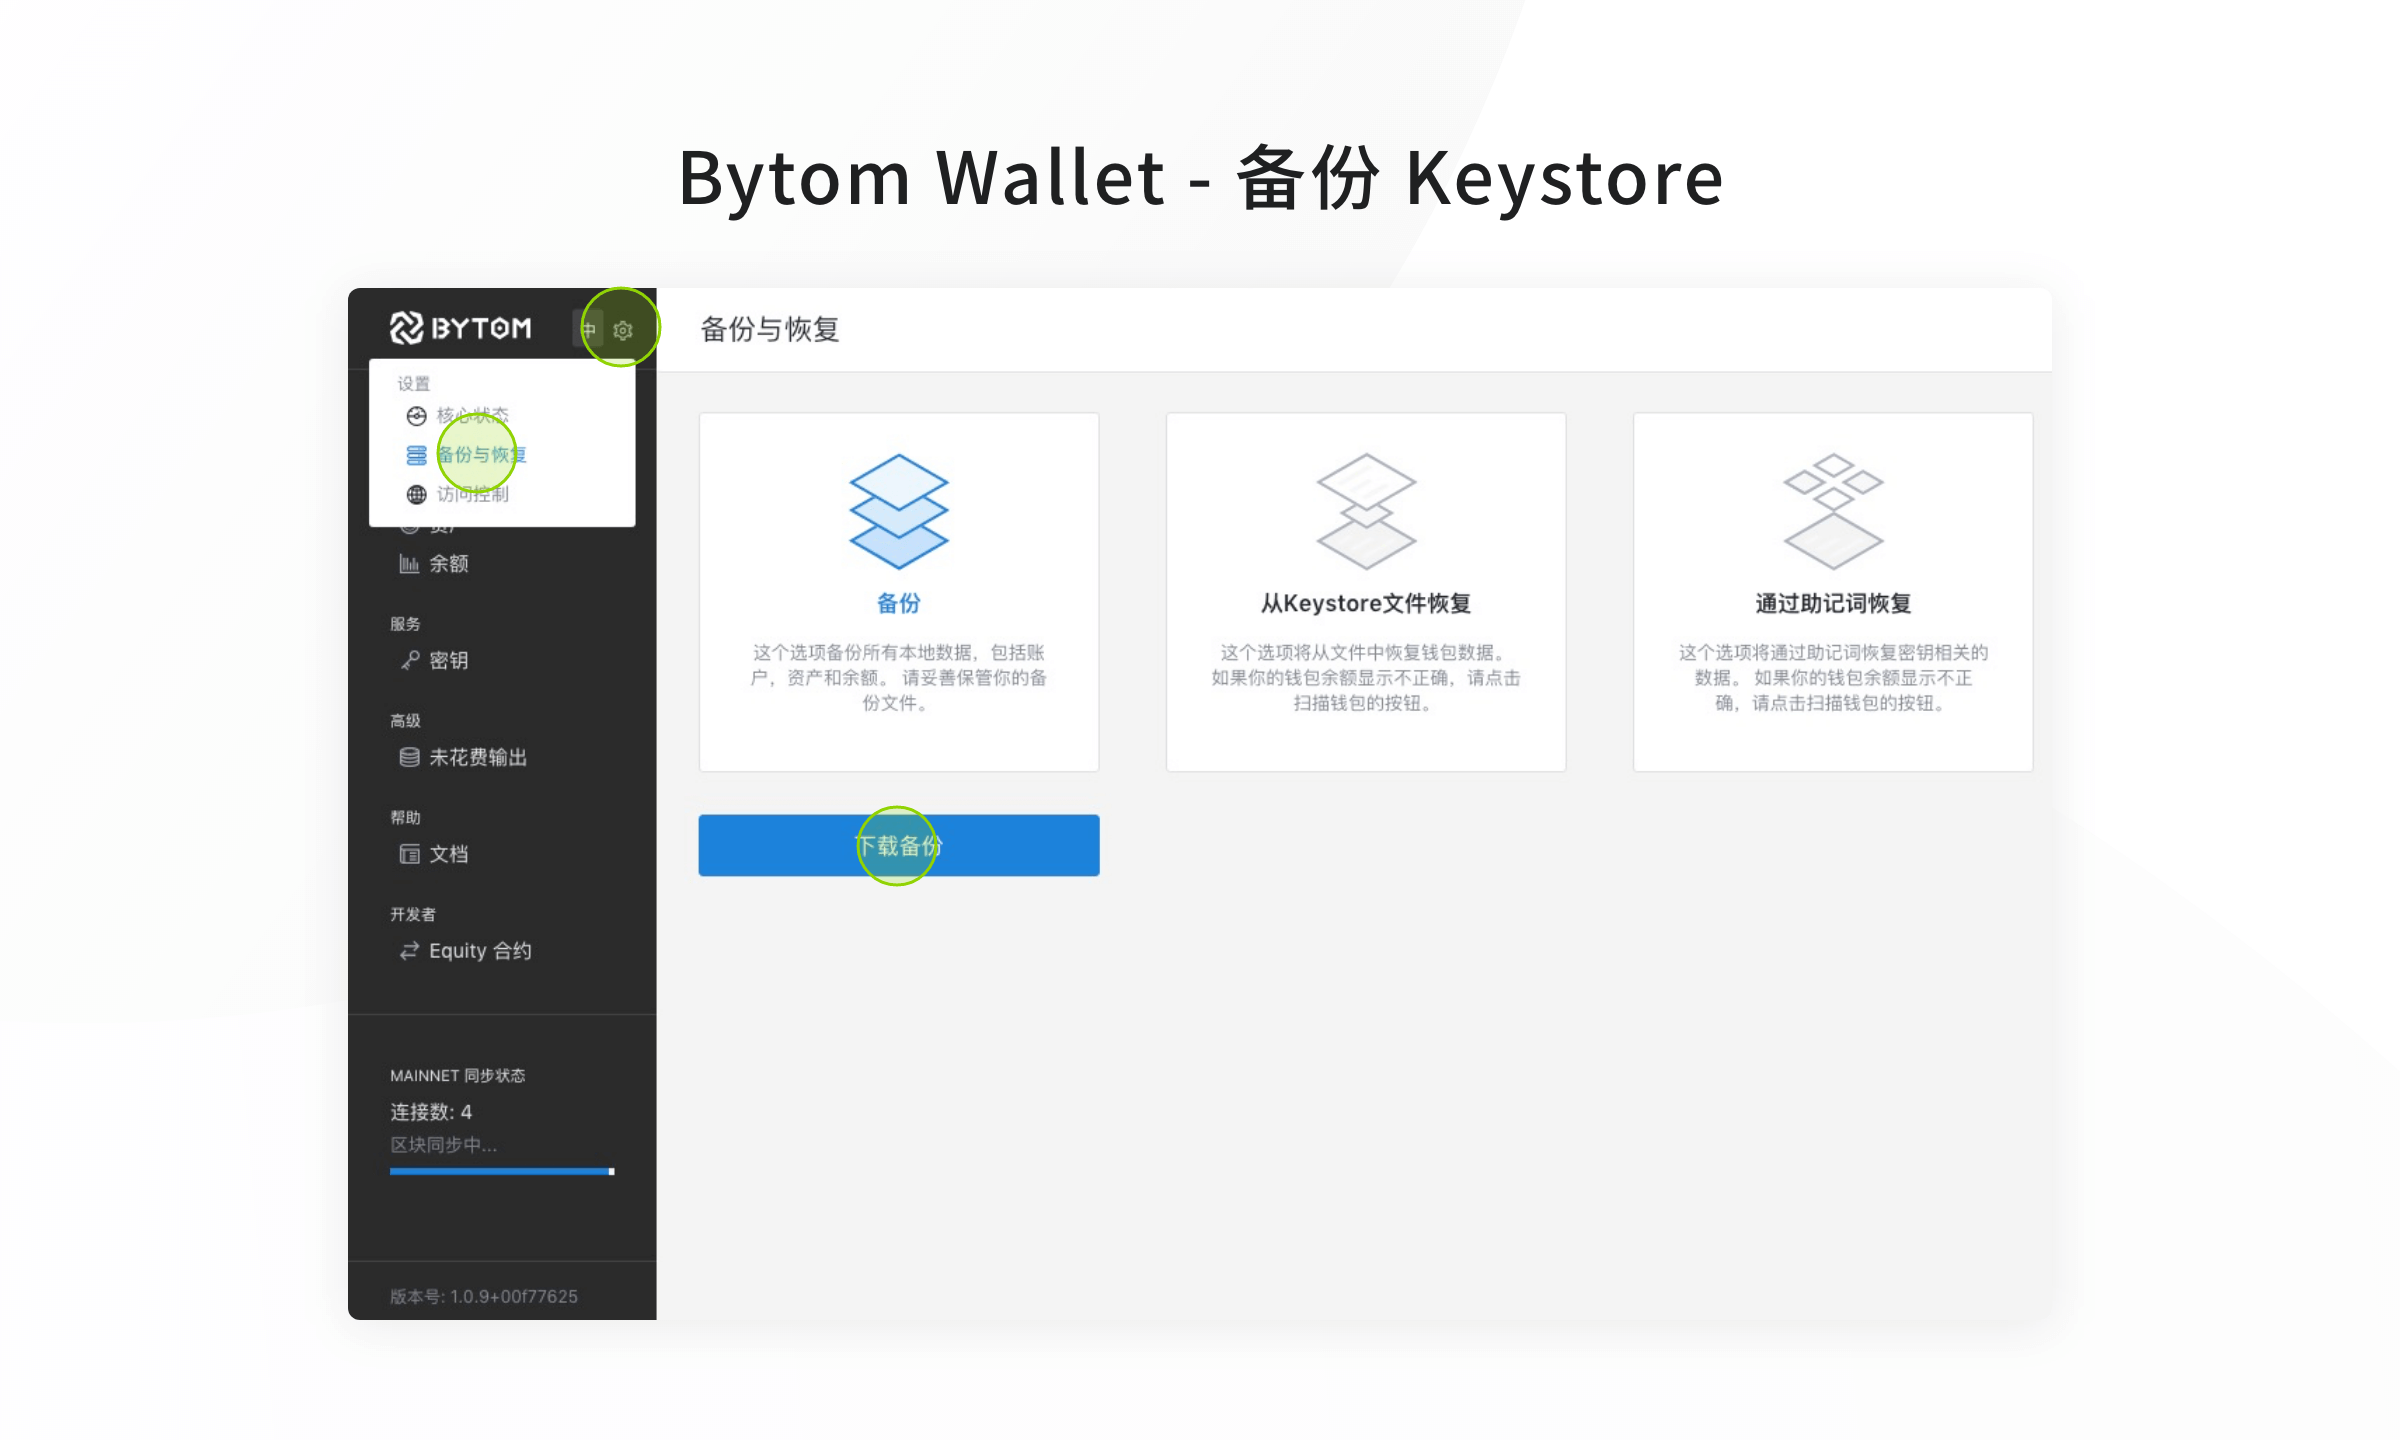 Bytom Wallet - 备份 Keystore
BYTOM
中
设置
核心状态
备份与恢复
访问控制
余额
服务
密钥
高级
未花费输出
帮助
文档
开发者
Equity 合约
MAINNET 同步状态
连接数: 4
区块同步中...
版本号: 1.0.9+00f77625
备份与恢复
备份
这个选项备份所有本地数据，包括账
户，资产和余额。 请妥善保管你的备
份文件。
从Keystore文件恢复
这个选项将从文件中恢复钱包数据。
如果你的钱包余额显示不正确，请点击
扫描钱包的按钮。
通过助记词恢复
这个选项将通过助记词恢复密钥相关的
数据。 如果你的钱包余额显示不正
确，请点击扫描钱包的按钮。
下载备份